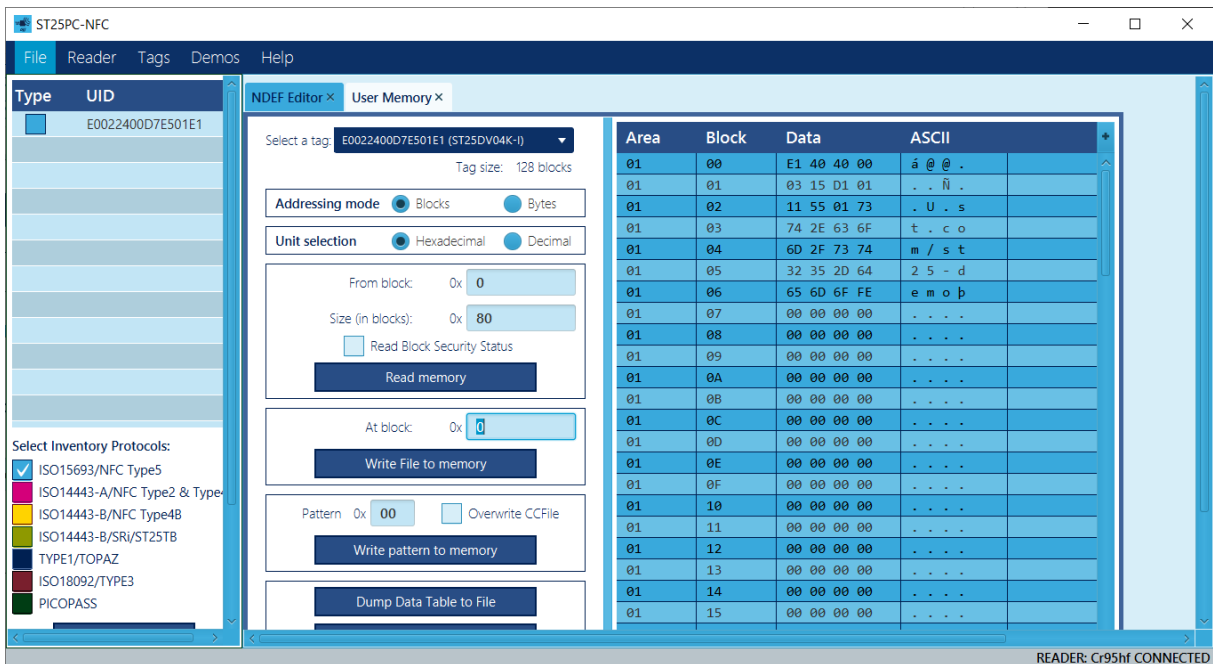 ST25PC-NFC
File Reader Tags Demos Help
Type UID
E0022400D7E501E1
Select Inventory Protocols:
ISO15693/NFC Type5
ISO14443-A/NFC Type2 & Type
ISO14443-B/NFC Type4B
ISO14443-B/SRi/ST25TB
TYPE1/TOPAZ
ISO18092/TYPE3
PICOPASS
NDEF Editor × User Memory ×
Select a tag: E0022400D7E501E1 (ST25DV04K-I)
Tag size: 128 blocks
Addressing mode Blocks Bytes
Unit selection Hexadecimal Decimal
From block: 0x 0
Size (in blocks): 0x 80
Read Block Security Status
Read memory
At block: 0x 0
Write File to memory
Pattern 0x 00 Overwrite CCFile
Write pattern to memory
Dump Data Table to File
Area Block Data ASCII +
01 00 E1 40 40 00 á @ @ .
01 01 03 15 D1 01 . . Ñ .
01 02 11 55 01 73 . U . s
01 03 74 2E 63 6F t . c o
01 04 6D 2F 73 74 m / s t
01 05 32 35 2D 64 2 5 - d
01 06 65 6D 6F FE e m o þ
01 07 00 00 00 00 . . . .
01 08 00 00 00 00 . . . .
01 09 00 00 00 00 . . . .
01 0A 00 00 00 00 . . . .
01 0B 00 00 00 00 . . . .
01 0C 00 00 00 00 . . . .
01 0D 00 00 00 00 . . . .
01 0E 00 00 00 00 . . . .
01 0F 00 00 00 00 . . . .
01 10 00 00 00 00 . . . .
01 11 00 00 00 00 . . . .
01 12 00 00 00 00 . . . .
01 13 00 00 00 00 . . . .
01 14 00 00 00 00 . . . .
01 15 00 00 00 00 . . . .
READER: Cr95hf CONNECTED